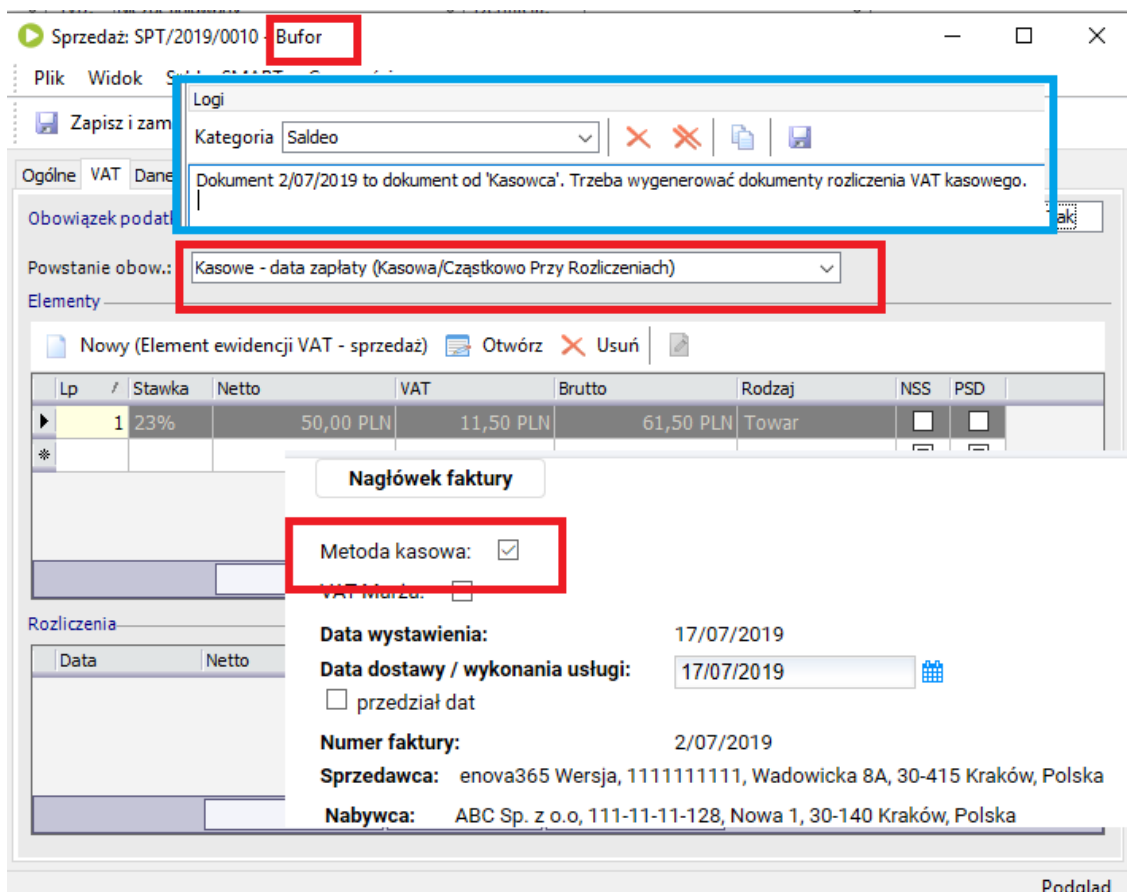 Sprzedaż: SPT/2019/0010 - Bufor
Plik Widok
Logi
Zapisz i zam
Kategoria Saldeo
Ogólne VAT Dane
Dokument 2/07/2019 to dokument od 'Kasowca'. Trzeba wygenerować dokumenty rozliczenia VAT kasowego.
Obowiązek podat
Powstanie obow.: Kasowe - data zapłaty (Kasowa/Cząstkowo Przy Rozliczeniach)
Elementy
Nowy (Element ewidencji VAT - sprzedaż) Otwórz Usuń
Lp / Stawka Netto VAT Brutto Rodzaj NSS PSD
1 23% 50,00 PLN 11,50 PLN 61,50 PLN Towar
Nagłówek faktury
Metoda kasowa:
VAT Marża:
Rozliczenia
Data Netto
Data wystawienia: 17/07/2019
Data dostawy / wykonania usługi: 17/07/2019
przedział dat
Numer faktury: 2/07/2019
Sprzedawca: enova365 Wersja, 1111111111, Wadowicka 8A, 30-415 Kraków, Polska
Nabywca: ABC Sp. z o.o, 111-11-11-128, Nowa 1, 30-140 Kraków, Polska
Podgląd